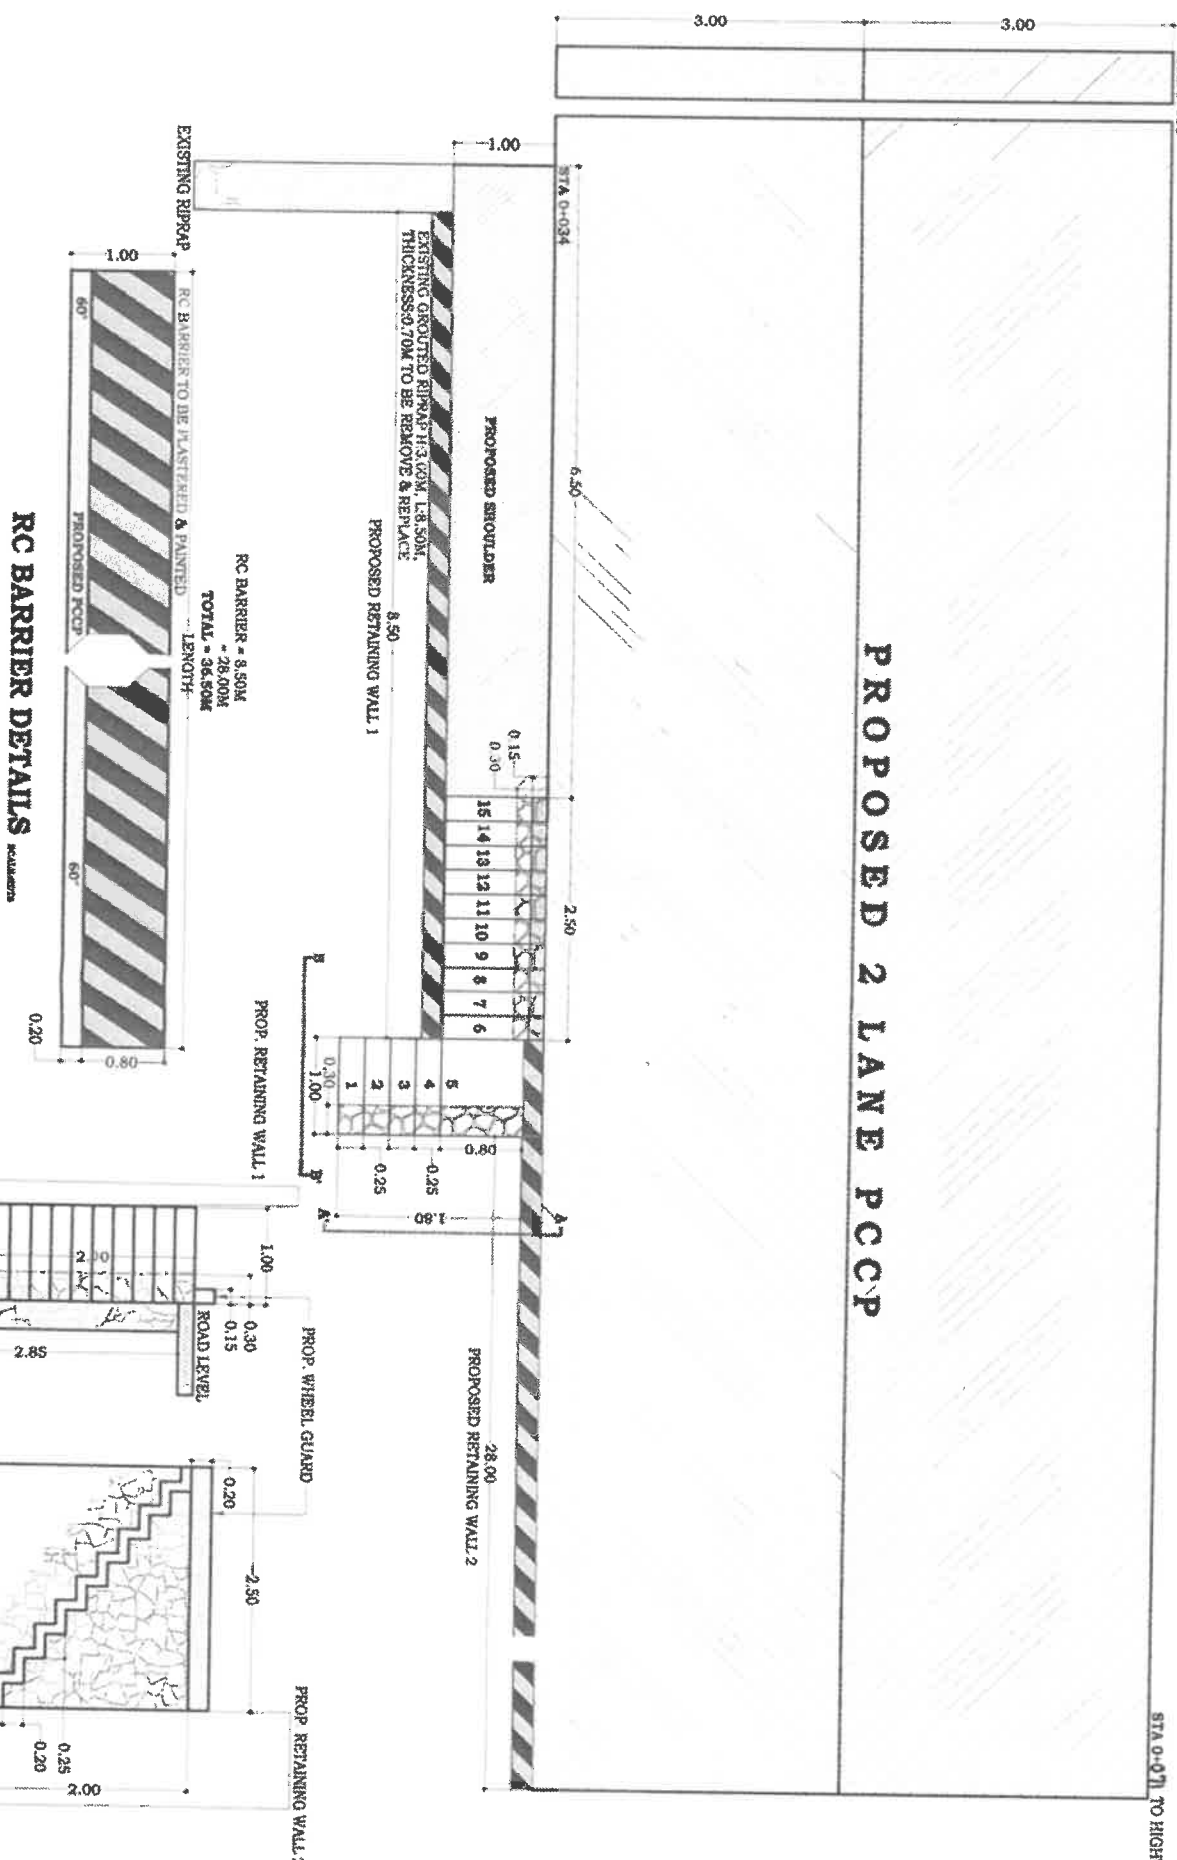 3.00
3.00
1.00
STA 0+034
6.50
PROPOSED 2 LANE PCCP
STA 0+071 TO HIGH
EXISTING RIPRAP
EXISTING GROUTED RIPRAP H:3.00M, L:8.50M,
THICKNESS:0.70M TO BE REMOVE & REPLACE
PROPOSED SHOULDER
8.50
PROPOSED RETAINING WALL 1
0.15
0.30
2.50
15 14 13 12 11 10 9 8 7 6
5
4
3
2
1
0.30
1.00
0.80
0.25
0.25
1.80
A'
A
B
B'
28.00
PROPOSED RETAINING WALL 2
1.00
RC BARRIER TO BE PLASTERED & PAINTED
60°
PROPOSED PCCP
LENGTH
RC BARRIER = 8.50M
= 28.00M
TOTAL = 36.50M
60°
0.20
0.80
RC BARRIER DETAILS
PROP. RETAINING WALL 1
1.00
2.00
0.30
0.15
ROAD LEVEL
2.85
PROP. WHEEL GUARD
0.20
2.50
0.25
0.20
2.00
PROP. RETAINING WALL